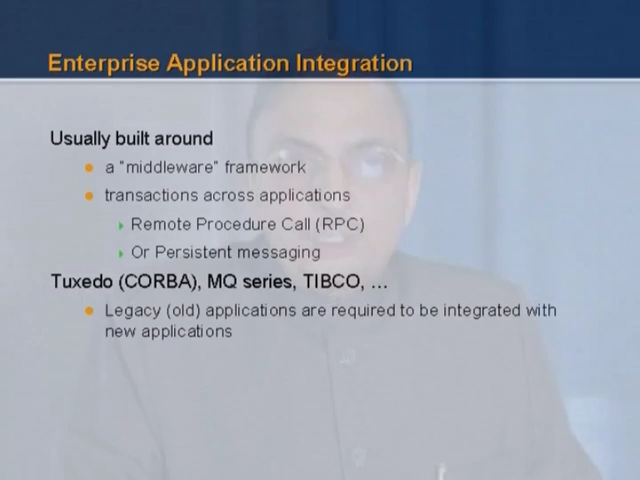 Enterprise Application Integration
Usually built around
a "middleware" framework
transactions across applications
Remote Procedure Call (RPC)
Or Persistent messaging
Tuxedo (CORBA), MQ series, TIBCO, ...
Legacy (old) applications are required to be integrated with
new applications